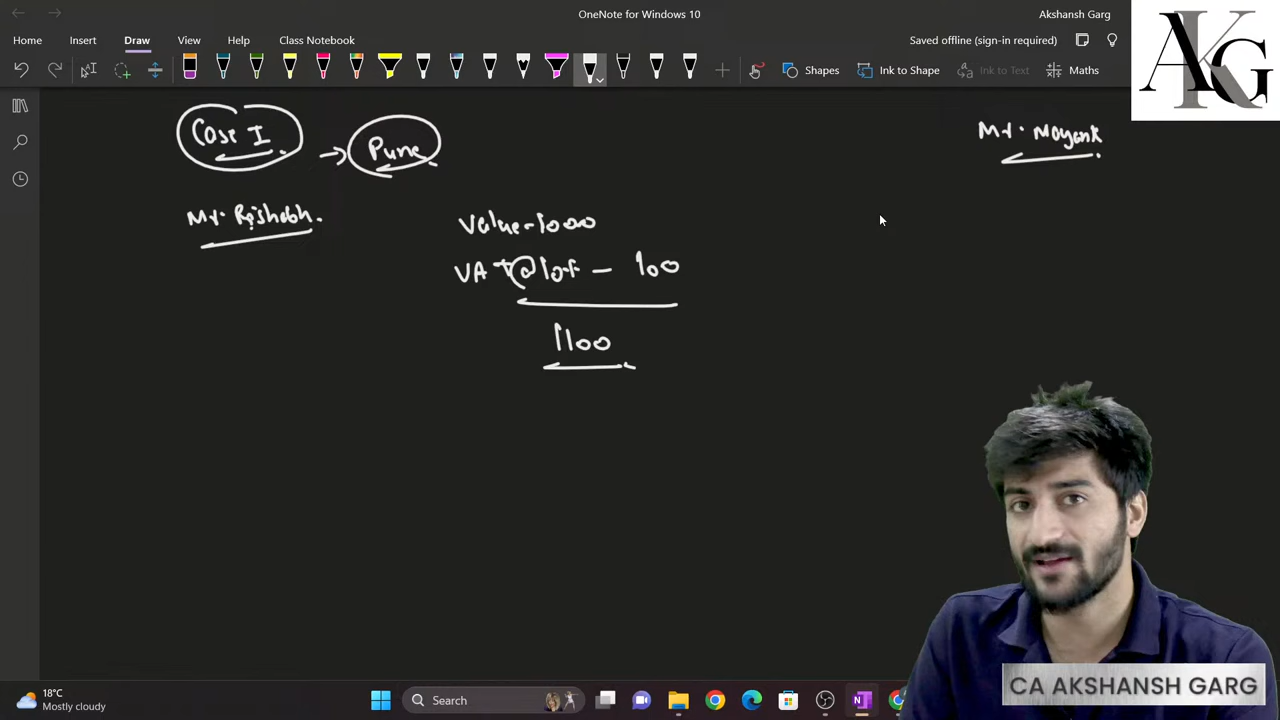 OneNote for Windows 10
Akshansh Garg
Home Insert Draw View Help Class Notebook
Saved offline (sign-in required)
Shapes Ink to Shape Ink to Text Maths
AKG
Case I → Pune
Mr. Mayank
Mr. Rishabh.
Value-1000
VAT @ 10% - 100
1100
CA AKSHANSH GARG
18°C
Mostly cloudy
Search